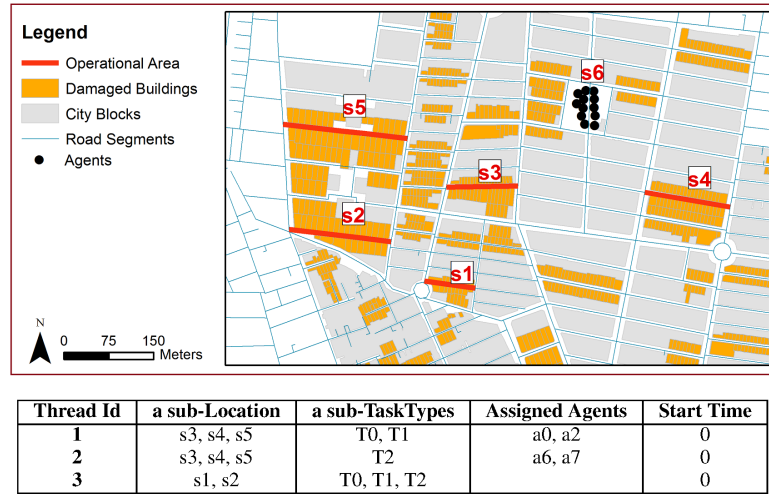 Legend
Operational Area
Damaged Buildings
City Blocks
Road Segments
Agents
N
0 75 150
Meters
s6
s5
s3
s4
s2
s1
Thread Id a sub-Location a sub-TaskTypes Assigned Agents Start Time
1 s3, s4, s5 T0, T1 a0, a2 0
2 s3, s4, s5 T2 a6, a7 0
3 s1, s2 T0, T1, T2 0